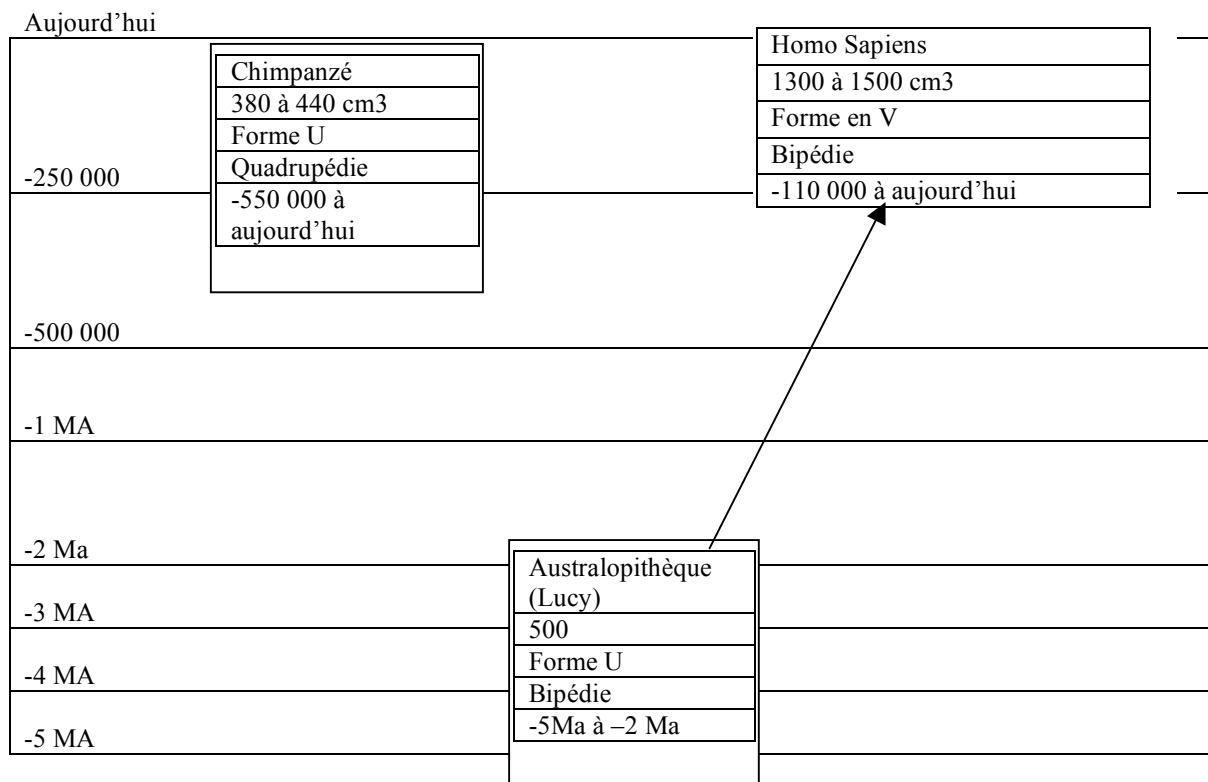 Aujourd’hui
Chimpanzé
380 à 440 cm3
Forme U
Quadrupédie
-550 000 à
aujourd’hui
Homo Sapiens
1300 à 1500 cm3
Forme en V
Bipédie
-110 000 à aujourd’hui
-250 000
-500 000
-1 MA
-2 Ma
-3 MA
-4 MA
-5 MA
Australopithèque
(Lucy)
500
Forme U
Bipédie
-5Ma à –2 Ma